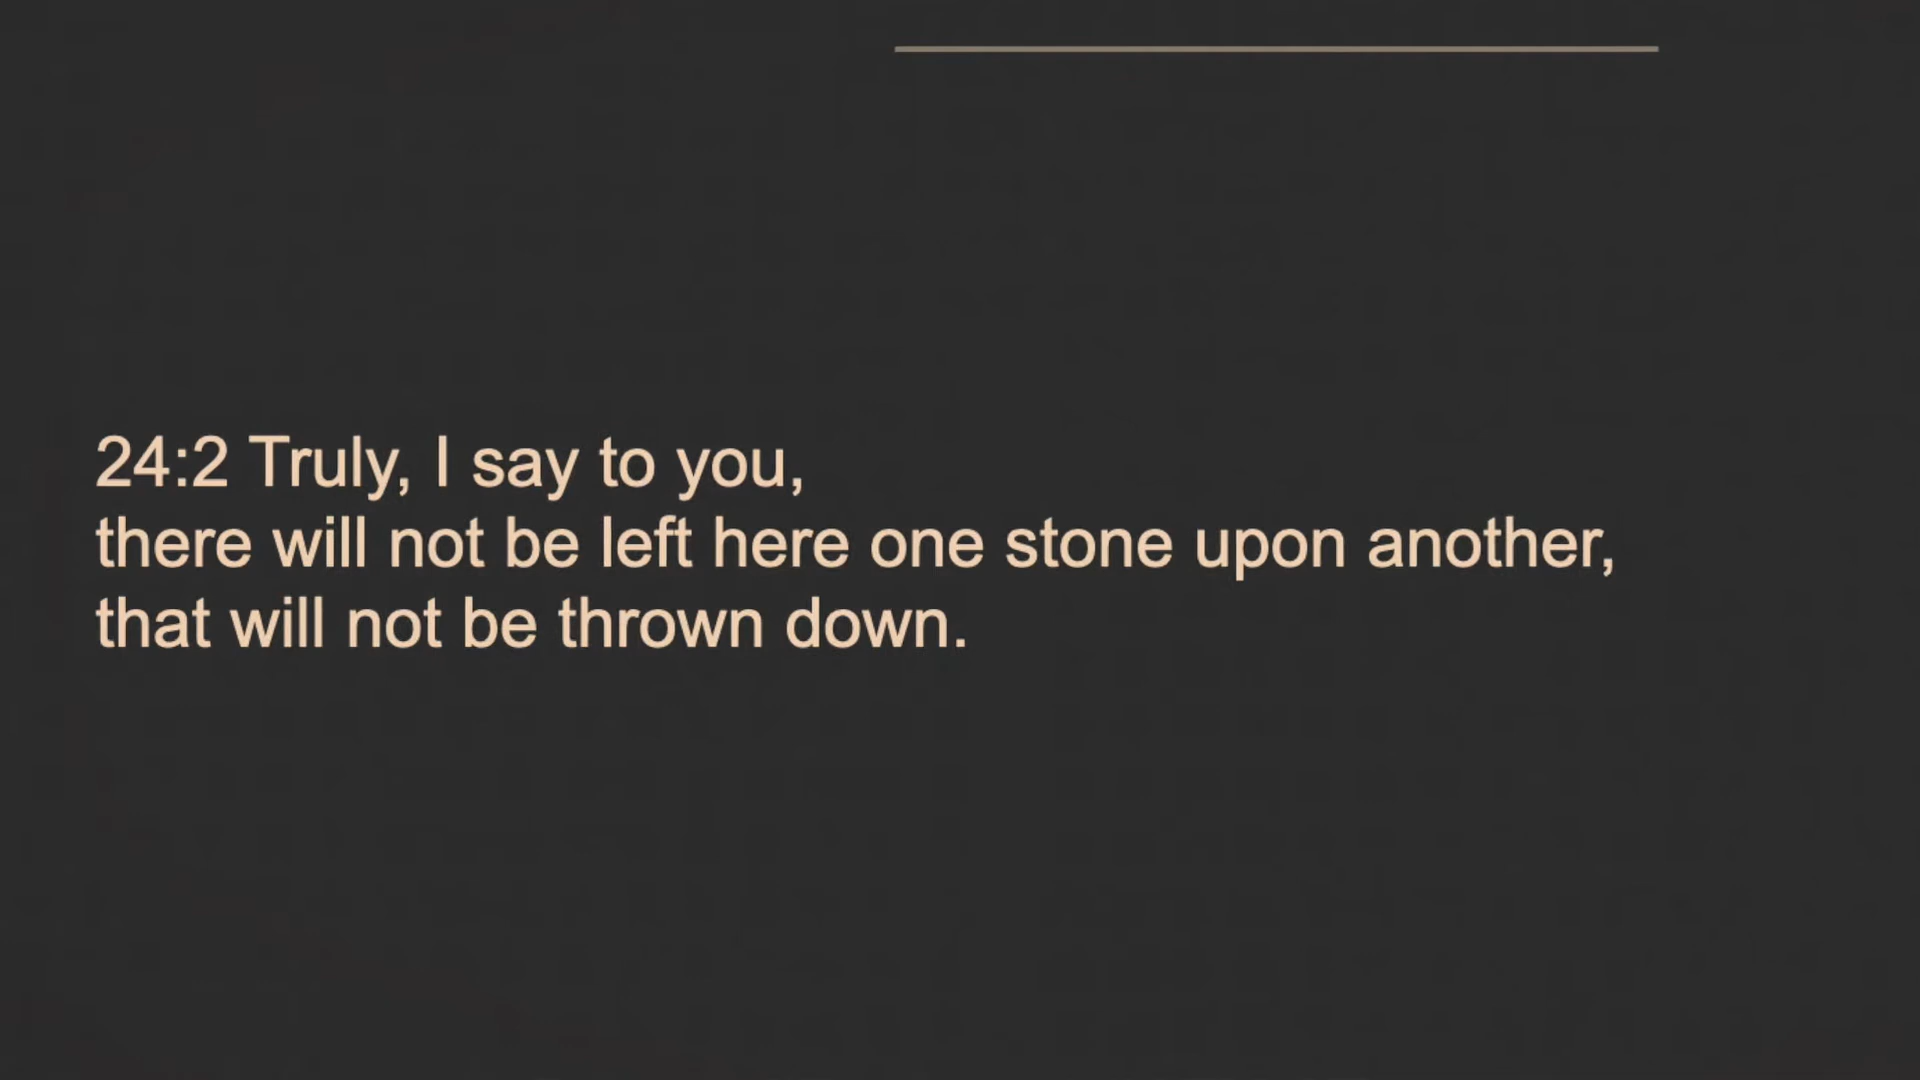 24:2 Truly, I say to you,
there will not be left here one stone upon another,
that will not be thrown down.